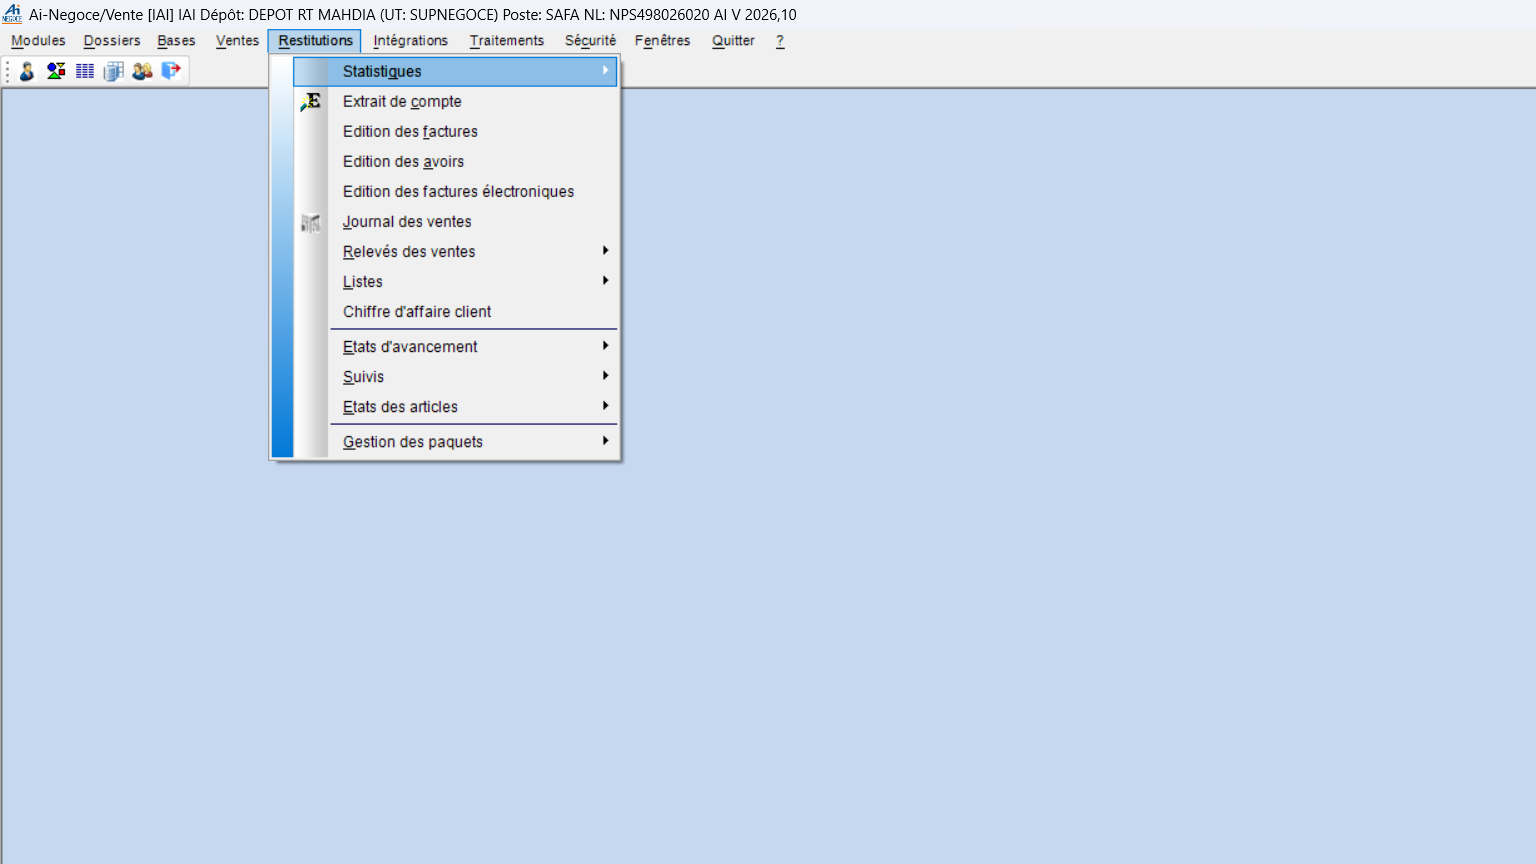 Ai-Negoce/Vente [IAI] IAI Dépôt: DEPOT RT MAHDIA (UT: SUPNEGOCE) Poste: SAFA NL: NPS498026020 AI V 2026,10
Modules Dossiers Bases Ventes Restitutions Intégrations Traitements Sécurité Fenêtres Quitter ?
Statistiques
Extrait de compte
Edition des factures
Edition des avoirs
Edition des factures électroniques
Journal des ventes
Relevés des ventes
Listes
Chiffre d'affaire client
Etats d'avancement
Suivis
Etats des articles
Gestion des paquets